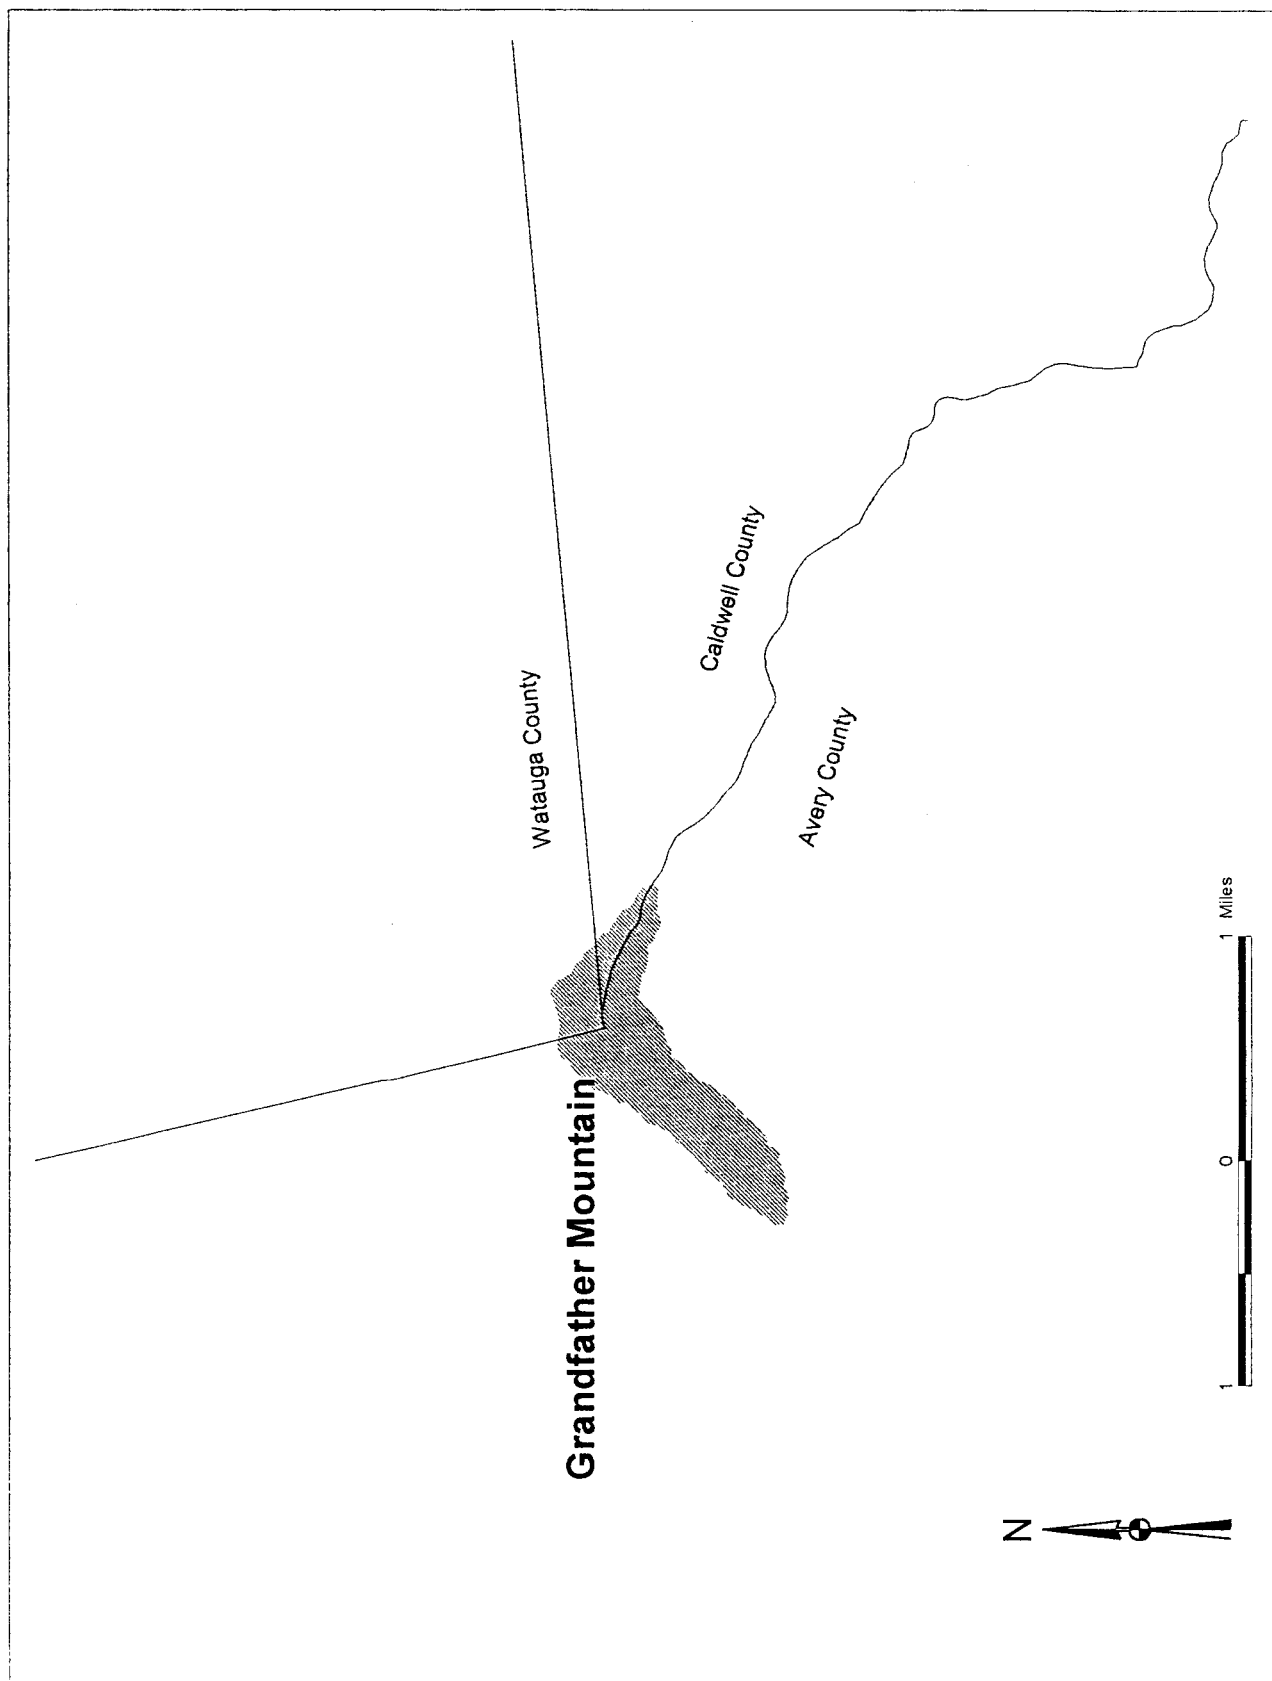 Watauga County
Caldwell County
Grandfather Mountain
Avery County
N
1 0 1 Miles